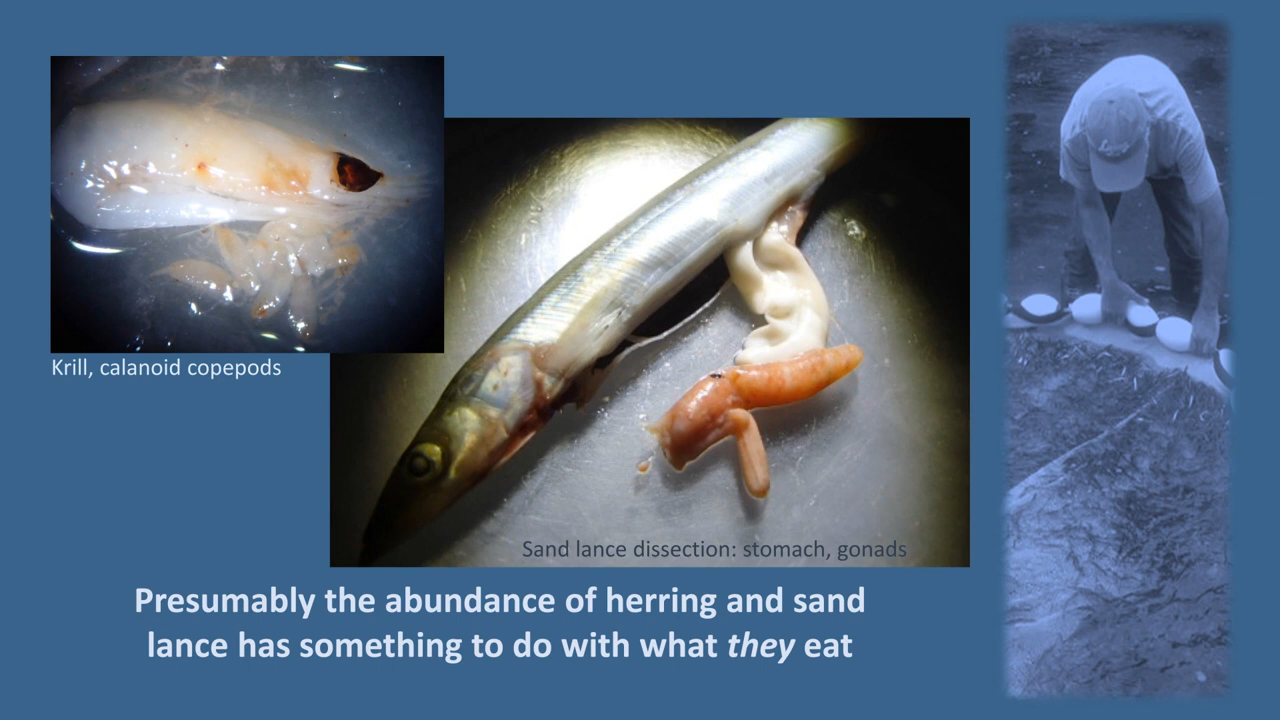 Krill, calanoid copepods
Sand lance dissection: stomach, gonads
Presumably the abundance of herring and sand
lance has something to do with what they eat